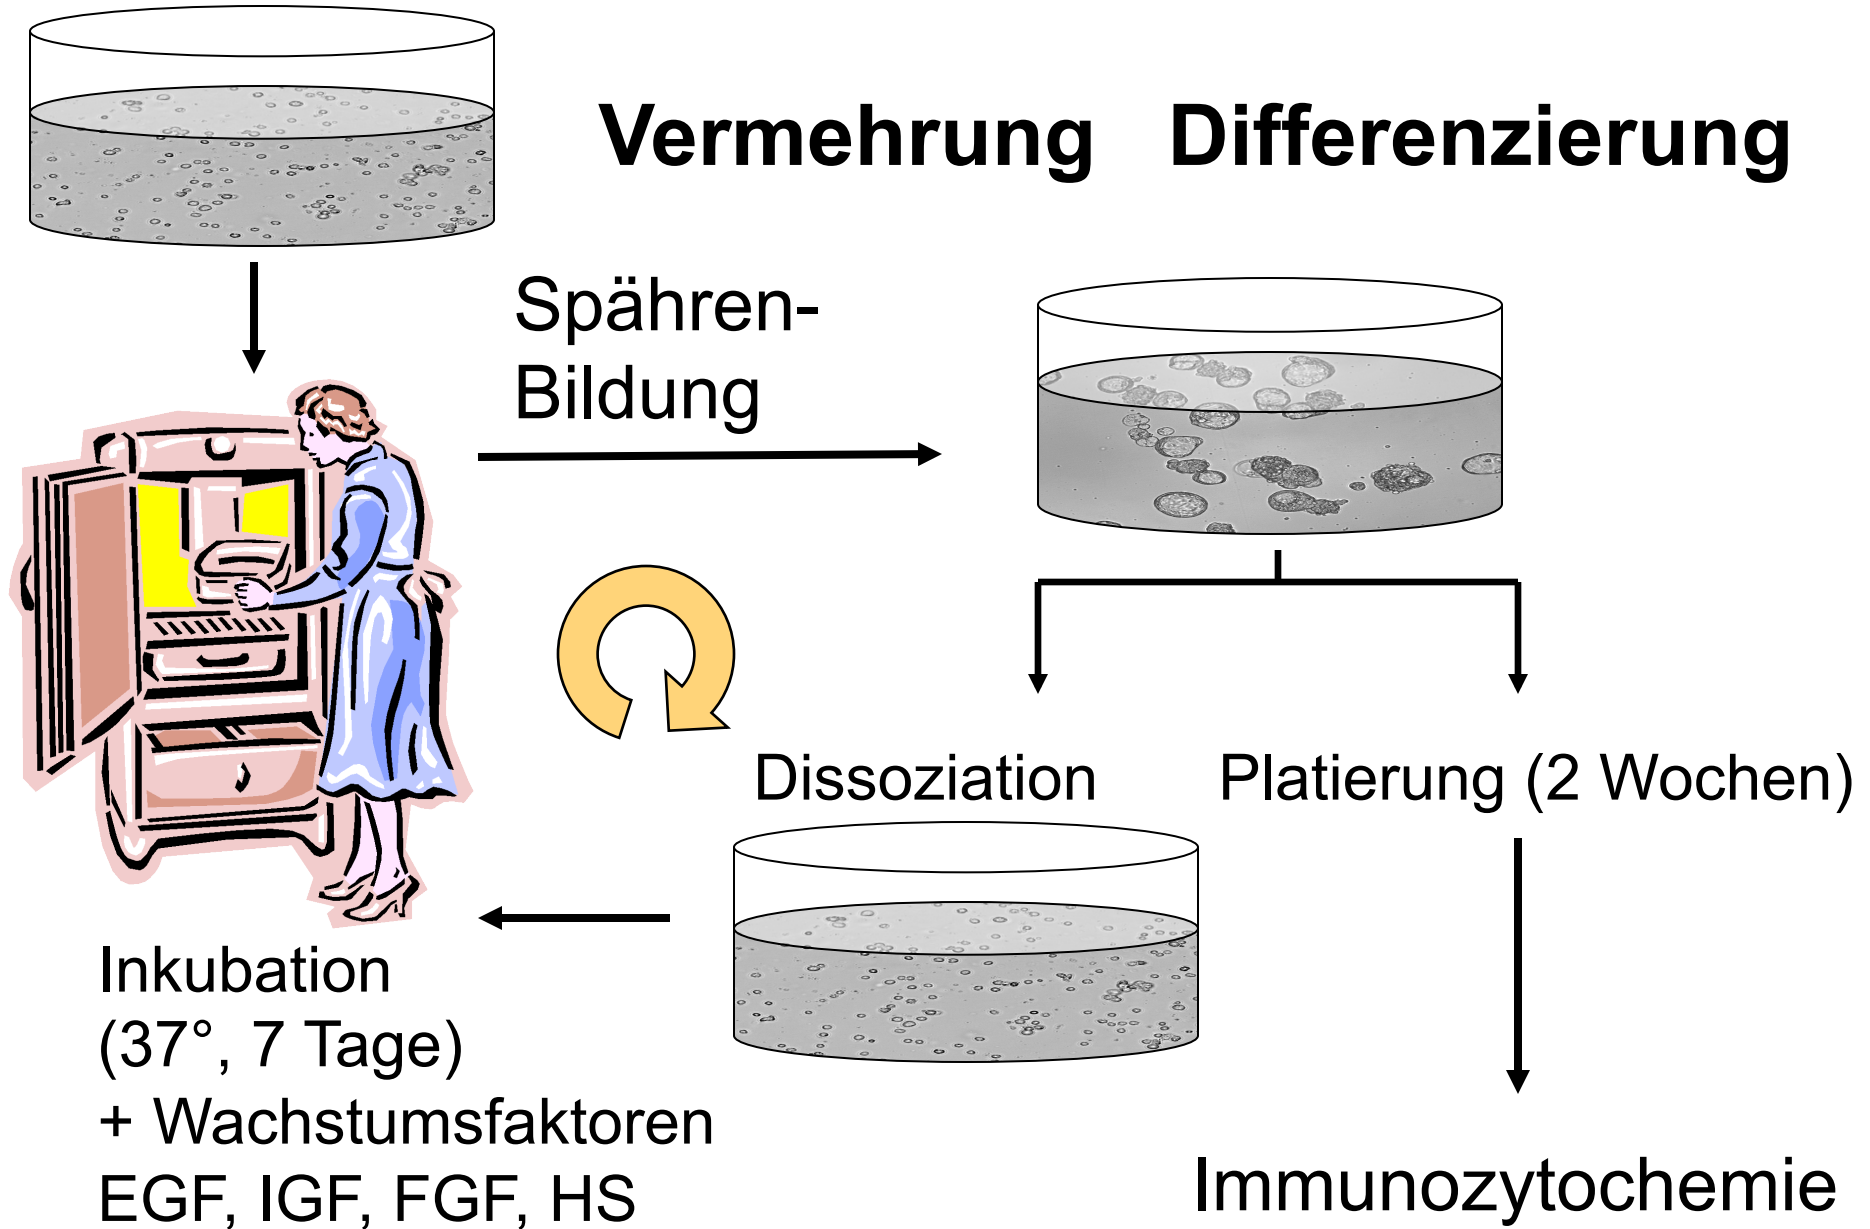 Vermehrung Differenzierung
Spähren-
Bildung
Dissoziation
Platierung (2 Wochen)
Inkubation
(37°, 7 Tage)
+ Wachstumsfaktoren
EGF, IGF, FGF, HS
Immunozytochemie